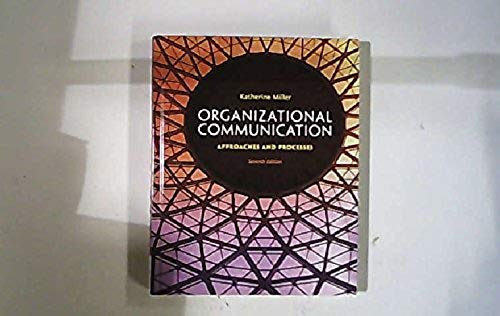 Katherine Miller
ORGANIZATIONAL
COMMUNICATION
APPROACHES AND PROCESSES
Seventh Edition